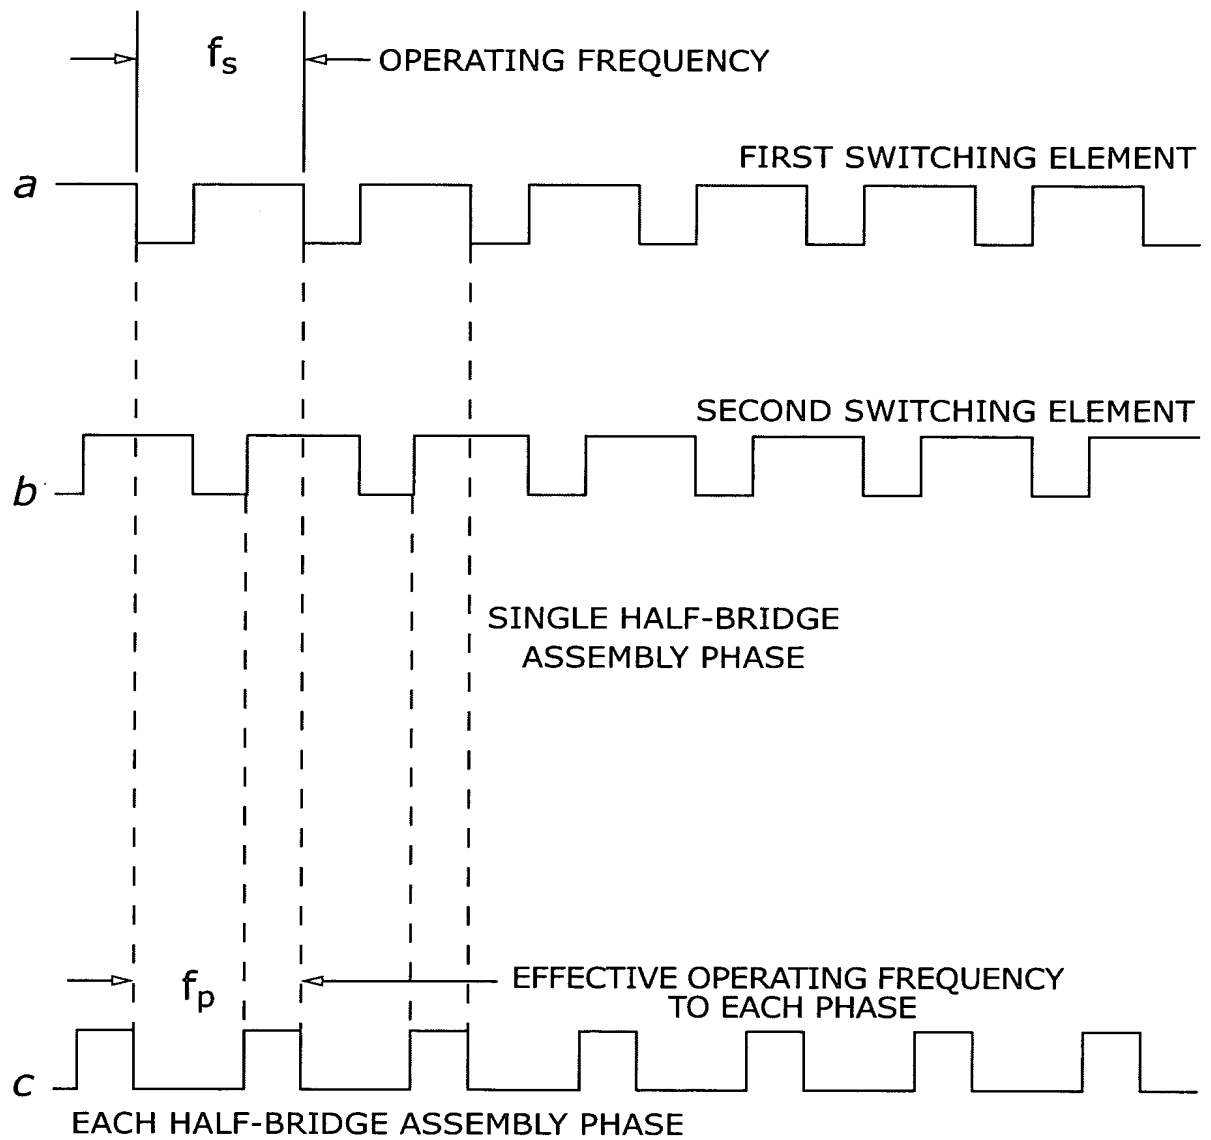 fs
OPERATING FREQUENCY
FIRST SWITCHING ELEMENT
a
SECOND SWITCHING ELEMENT
b
SINGLE HALF-BRIDGE
ASSEMBLY PHASE
fp
EFFECTIVE OPERATING FREQUENCY
TO EACH PHASE
c
EACH HALF-BRIDGE ASSEMBLY PHASE